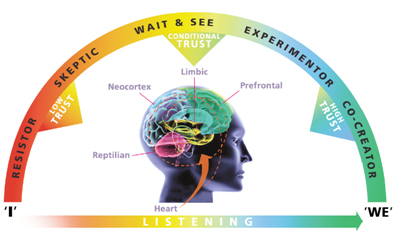 RESISTOR
SKEPTIC
WAIT & SEE
EXPERIMENTOR
CO-CREATOR
LOW
TRUST
CONDITIONAL
TRUST
HIGH
TRUST
Limbic
Neocortex
Prefrontal
Reptilian
Heart
'I'
LISTENING
'WE'